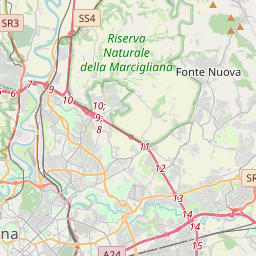 SR3
SS4
Riserva
Naturale
della Marcigliana
Fonte Nuova
6
7
9
10
10;
9;
8
11
12
13
14
14
15
SR
na
A24